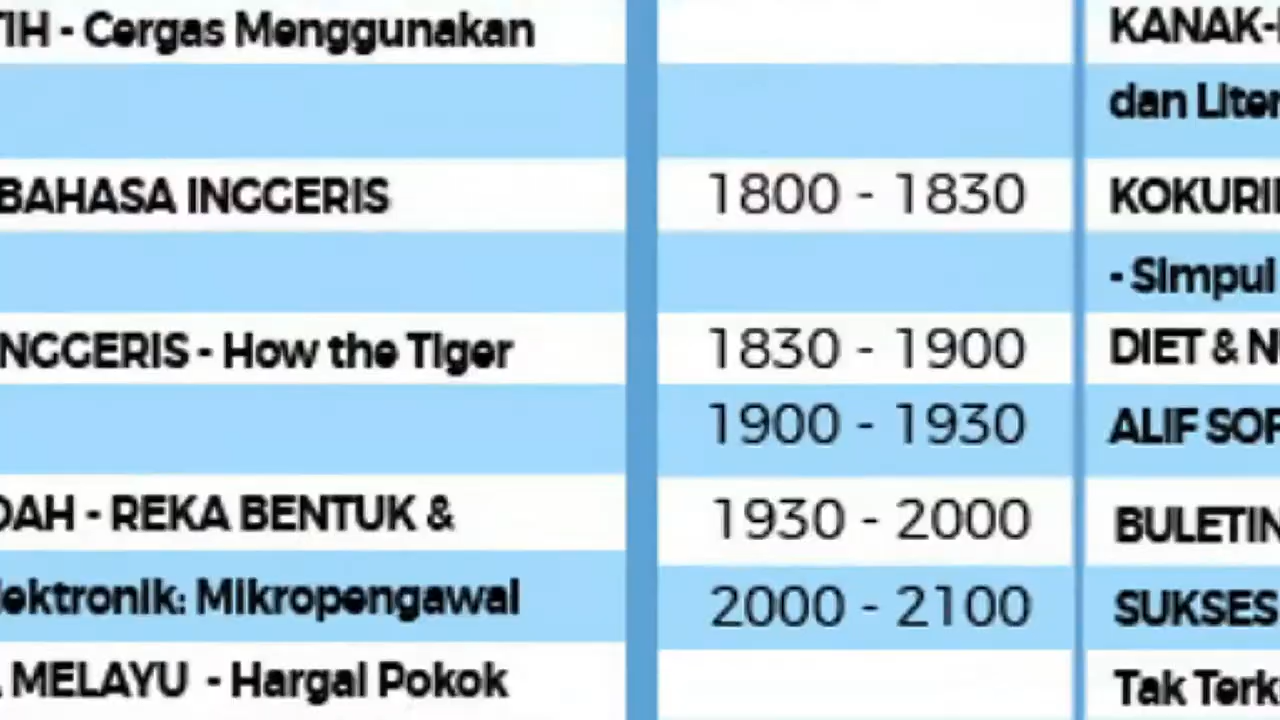 TIH - Cergas Menggunakan
KANAK-
dan Liter
BAHASA INGGERIS 1800 - 1830 KOKURI
- Simpul
NGGERIS - How the Tiger 1830 - 1900 DIET & N
1900 - 1930 ALIF SOF
DAH - REKA BENTUK & 1930 - 2000 BULETIN
lektronik: Mikropengawal 2000 - 2100 SUKSES
MELAYU - Hargai Pokok
Tak Terk